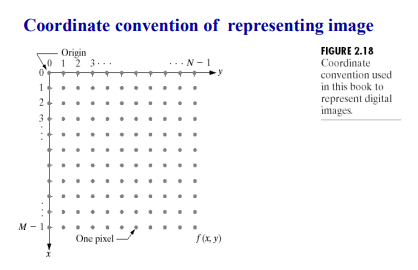 Coordinate convention of representing image
Origin
0 1 2 3 · · · · · · N − 1
y
0
1
2
3
M − 1
One pixel
f(x, y)
x
FIGURE 2.18
Coordinate
convention used
in this book to
represent digital
images.